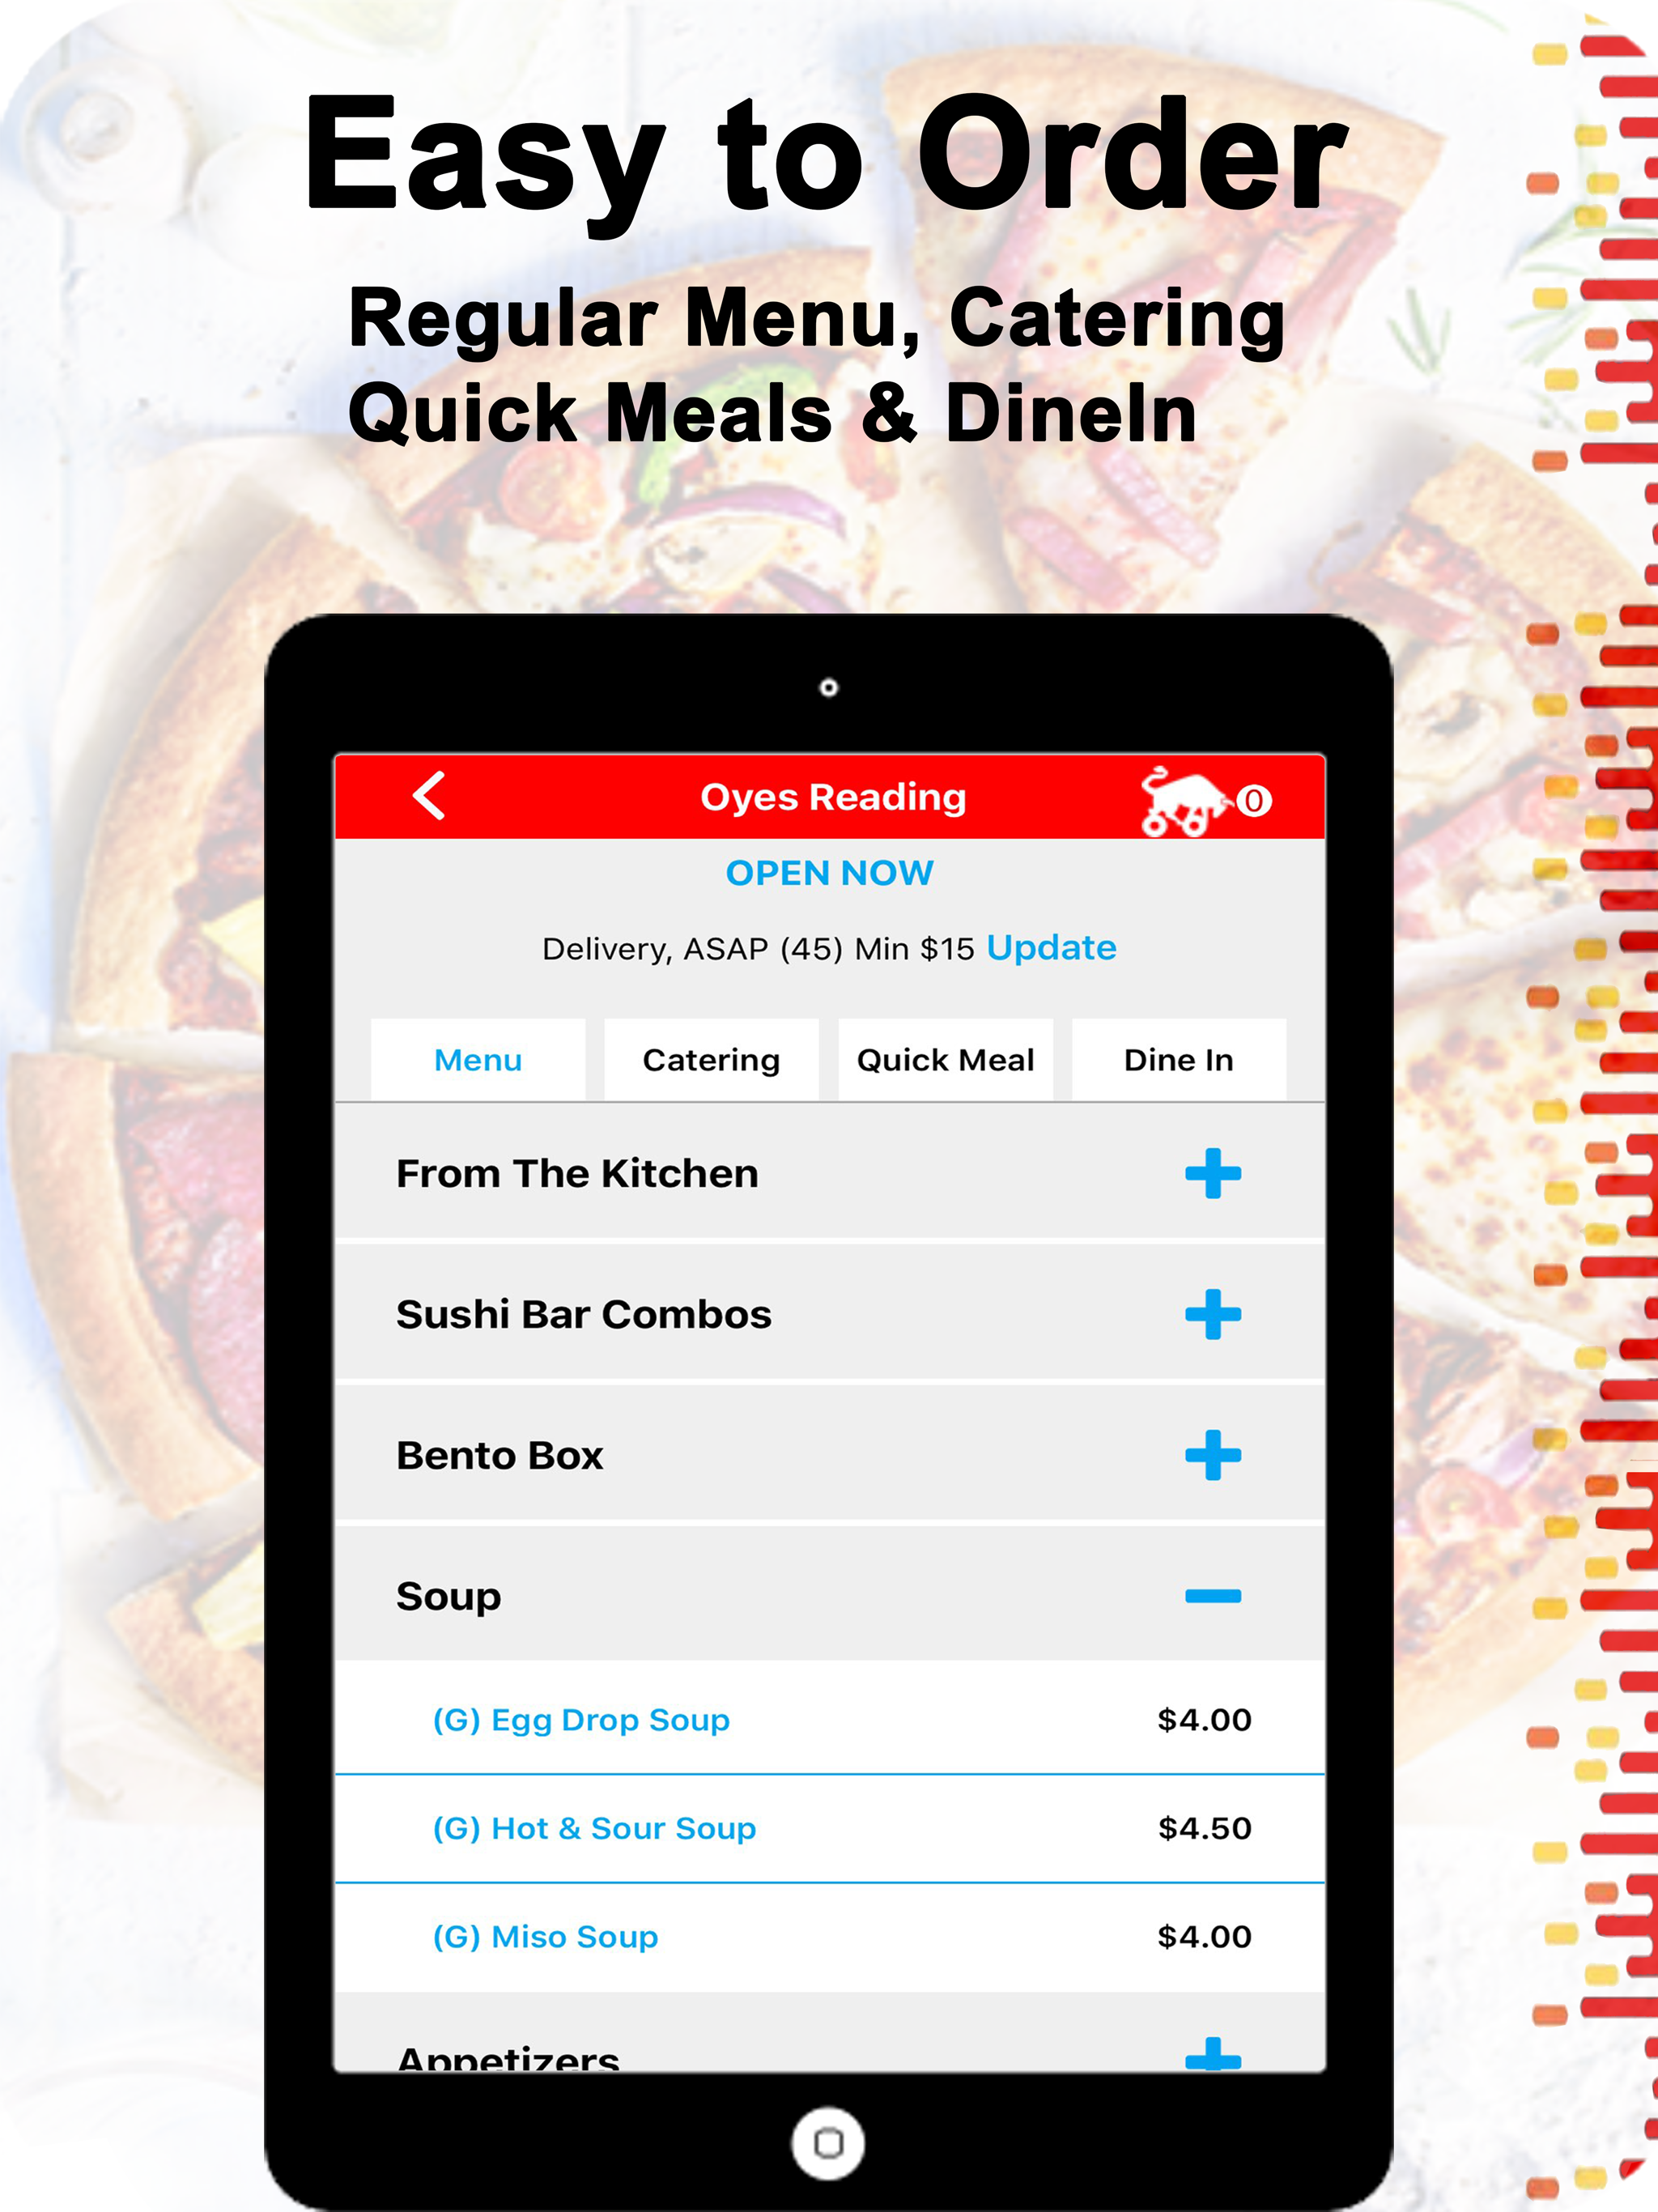 Easy to Order
Regular Menu, Catering
Quick Meals & DineIn
Oyes Reading
0
OPEN NOW
Delivery, ASAP (45) Min $15 Update
Menu Catering Quick Meal Dine In
From The Kitchen
Sushi Bar Combos
Bento Box
Soup
(G) Egg Drop Soup $4.00
(G) Hot & Sour Soup $4.50
(G) Miso Soup $4.00
Appetizers